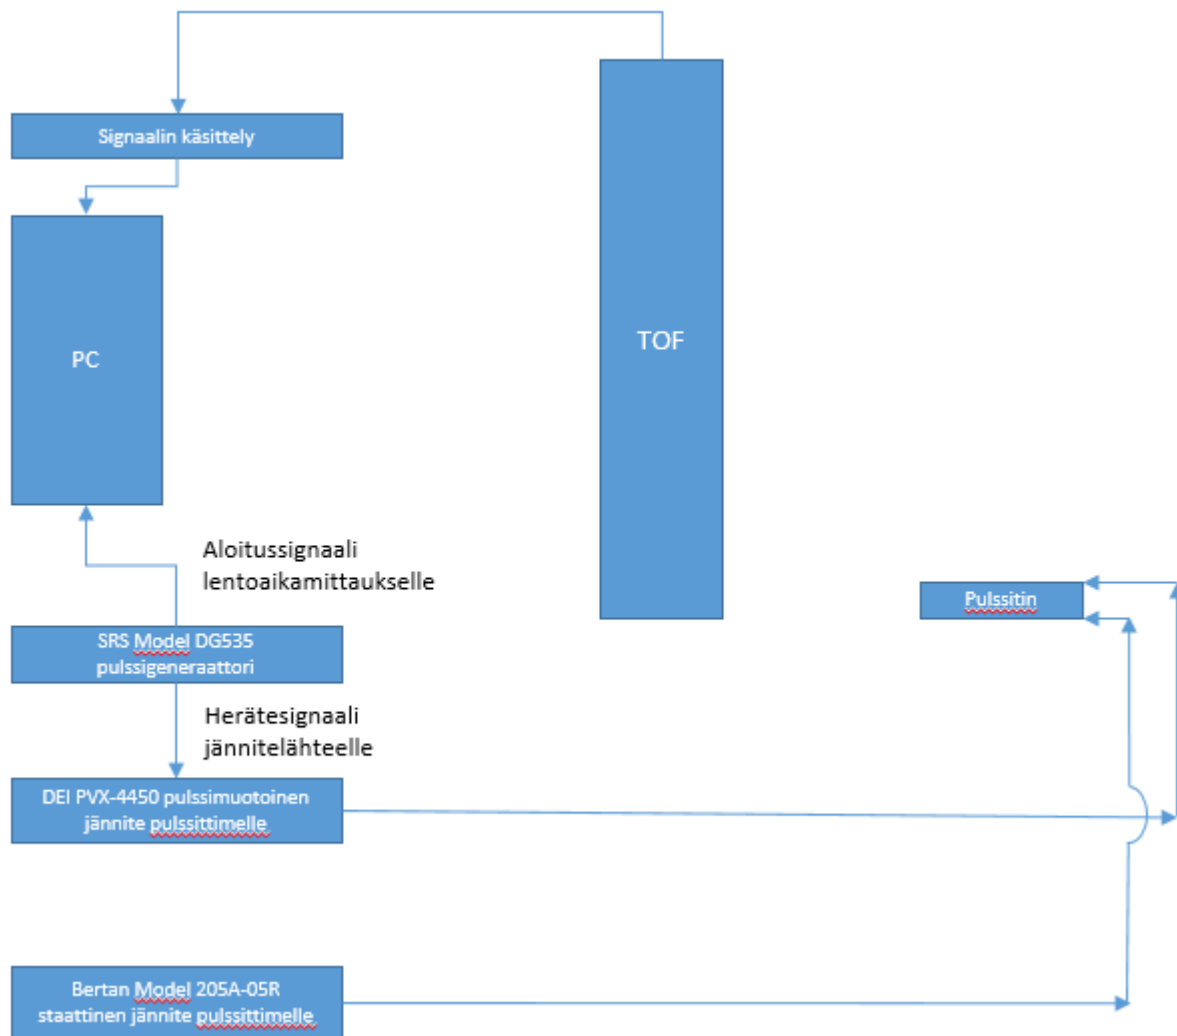 Signaalin käsittely
TOF
PC
Aloitussignaali
lentoaikamittaukselle
Pulssitin
SRS Model DG535
pulssigeneraattori
Herätesignaali
jännitelähteelle
DEI PVX-4450 pulssimuotoinen
jännite pulssittimelle
Bertan Model 205A-05R
staattinen jännite pulssittimelle